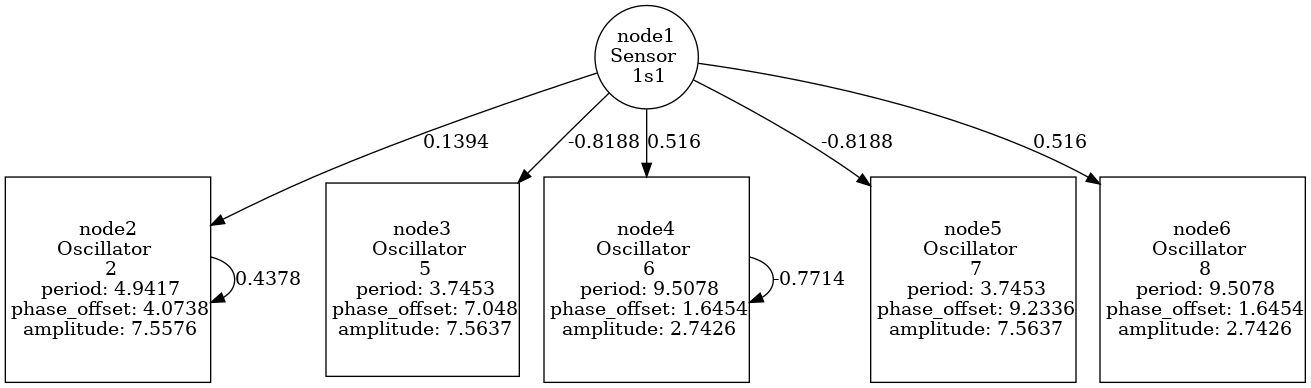 node1
Sensor
1s1
0.1394
-0.8188
0.516
-0.8188
0.516
node2
Oscillator
2
period: 4.9417
phase_offset: 4.0738
amplitude: 7.5576
0.4378
node3
Oscillator
5
period: 3.7453
phase_offset: 7.048
amplitude: 7.5637
node4
Oscillator
6
period: 9.5078
phase_offset: 1.6454
amplitude: 2.7426
-0.7714
node5
Oscillator
7
period: 3.7453
phase_offset: 9.2336
amplitude: 7.5637
node6
Oscillator
8
period: 9.5078
phase_offset: 1.6454
amplitude: 2.7426